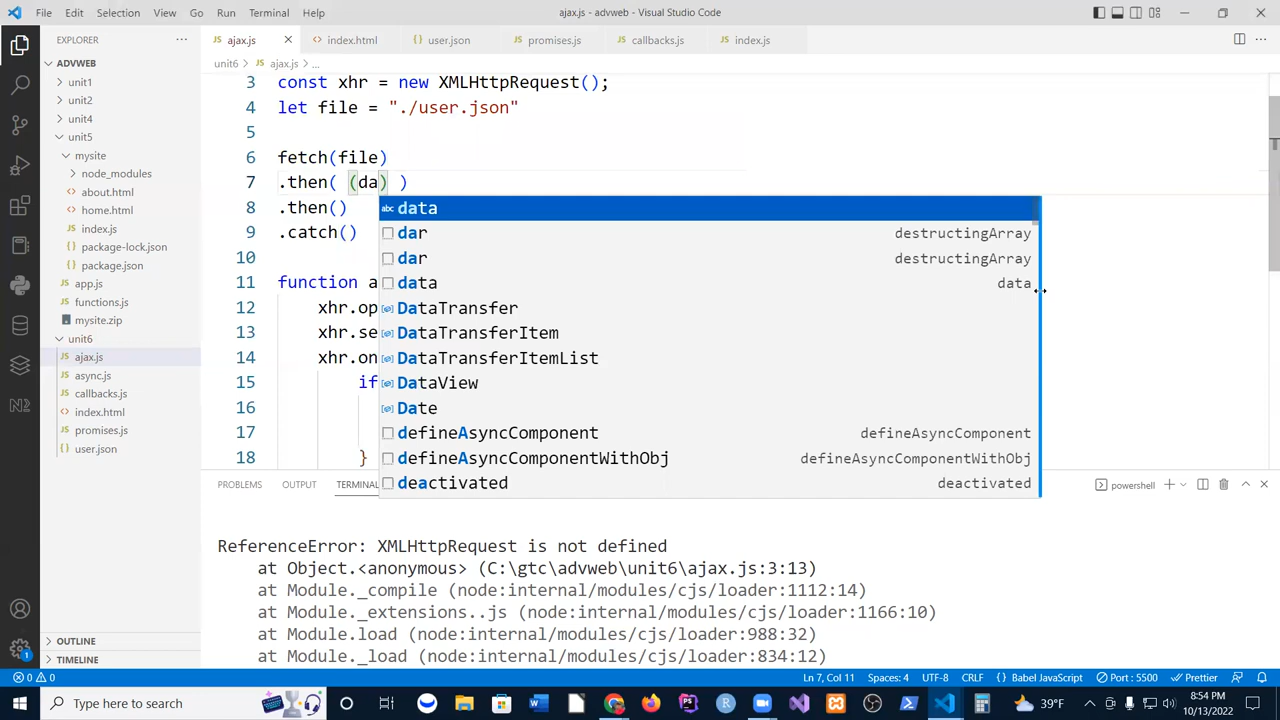 File Edit Selection View Go Run Terminal Help
ajax.js - advweb - Visual Studio Code
EXPLORER
ajax.js
index.html
user.json
promises.js
callbacks.js
index.js
unit6 > ajax.js > ...
ADVWEB
unit1
unit2
unit4
unit5
mysite
node_modules
about.html
home.html
index.js
package-lock.json
package.json
app.js
functions.js
mysite.zip
unit6
ajax.js
async.js
callbacks.js
index.html
promises.js
user.json
OUTLINE
TIMELINE
3 const xhr = new XMLHttpRequest();
4 let file = "./user.json"
5
6 fetch(file)
7 .then( (da) )
8 .then()
9 .catch()
10
11 function a
12 xhr.op
13 xhr.se
14 xhr.on
15 if
16
17
18 }
data
dar destructingArray
dar destructingArray
data data
DataTransfer
DataTransferItem
DataTransferItemList
DataView
Date
defineAsyncComponent defineAsyncComponent
defineAsyncComponentWithObj defineAsyncComponentWithObj
deactivated deactivated
PROBLEMS OUTPUT TERMINAL
powershell
ReferenceError: XMLHttpRequest is not defined
at Object.<anonymous> (C:\gtc\advweb\unit6\ajax.js:3:13)
at Module._compile (node:internal/modules/cjs/loader:1112:14)
at Module._extensions..js (node:internal/modules/cjs/loader:1166:10)
at Module.load (node:internal/modules/cjs/loader:988:32)
at Module._load (node:internal/modules/cjs/loader:834:12)
0 0 Ln 7, Col 11 Spaces: 4 UTF-8 CRLF {} Babel JavaScript Port : 5500 Prettier
Type here to search
39°F
8:54 PM
10/13/2022